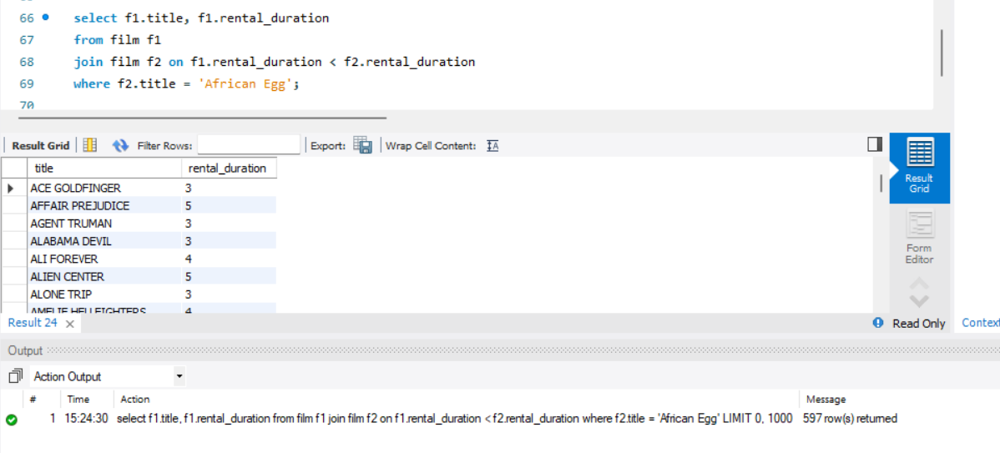 66 select f1.title, f1.rental_duration
67 from film f1
68 join film f2 on f1.rental_duration < f2.rental_duration
69 where f2.title = 'African Egg';
70
Result Grid Filter Rows: Export: Wrap Cell Content: IA
title rental_duration
ACE GOLDFINGER 3
AFFAIR PREJUDICE 5
AGENT TRUMAN 3
ALABAMA DEVIL 3
ALI FOREVER 4
ALIEN CENTER 5
ALONE TRIP 3
AMELIE HELLFIGHTERS 4
Result
Grid
Form
Editor
Result 24 Read Only Context
Output
Action Output
# Time Action Message
1 15:24:30 select f1.title, f1.rental_duration from film f1 join film f2 on f1.rental_duration < f2.rental_duration where f2.title = 'African Egg' LIMIT 0, 1000 597 row(s) returned